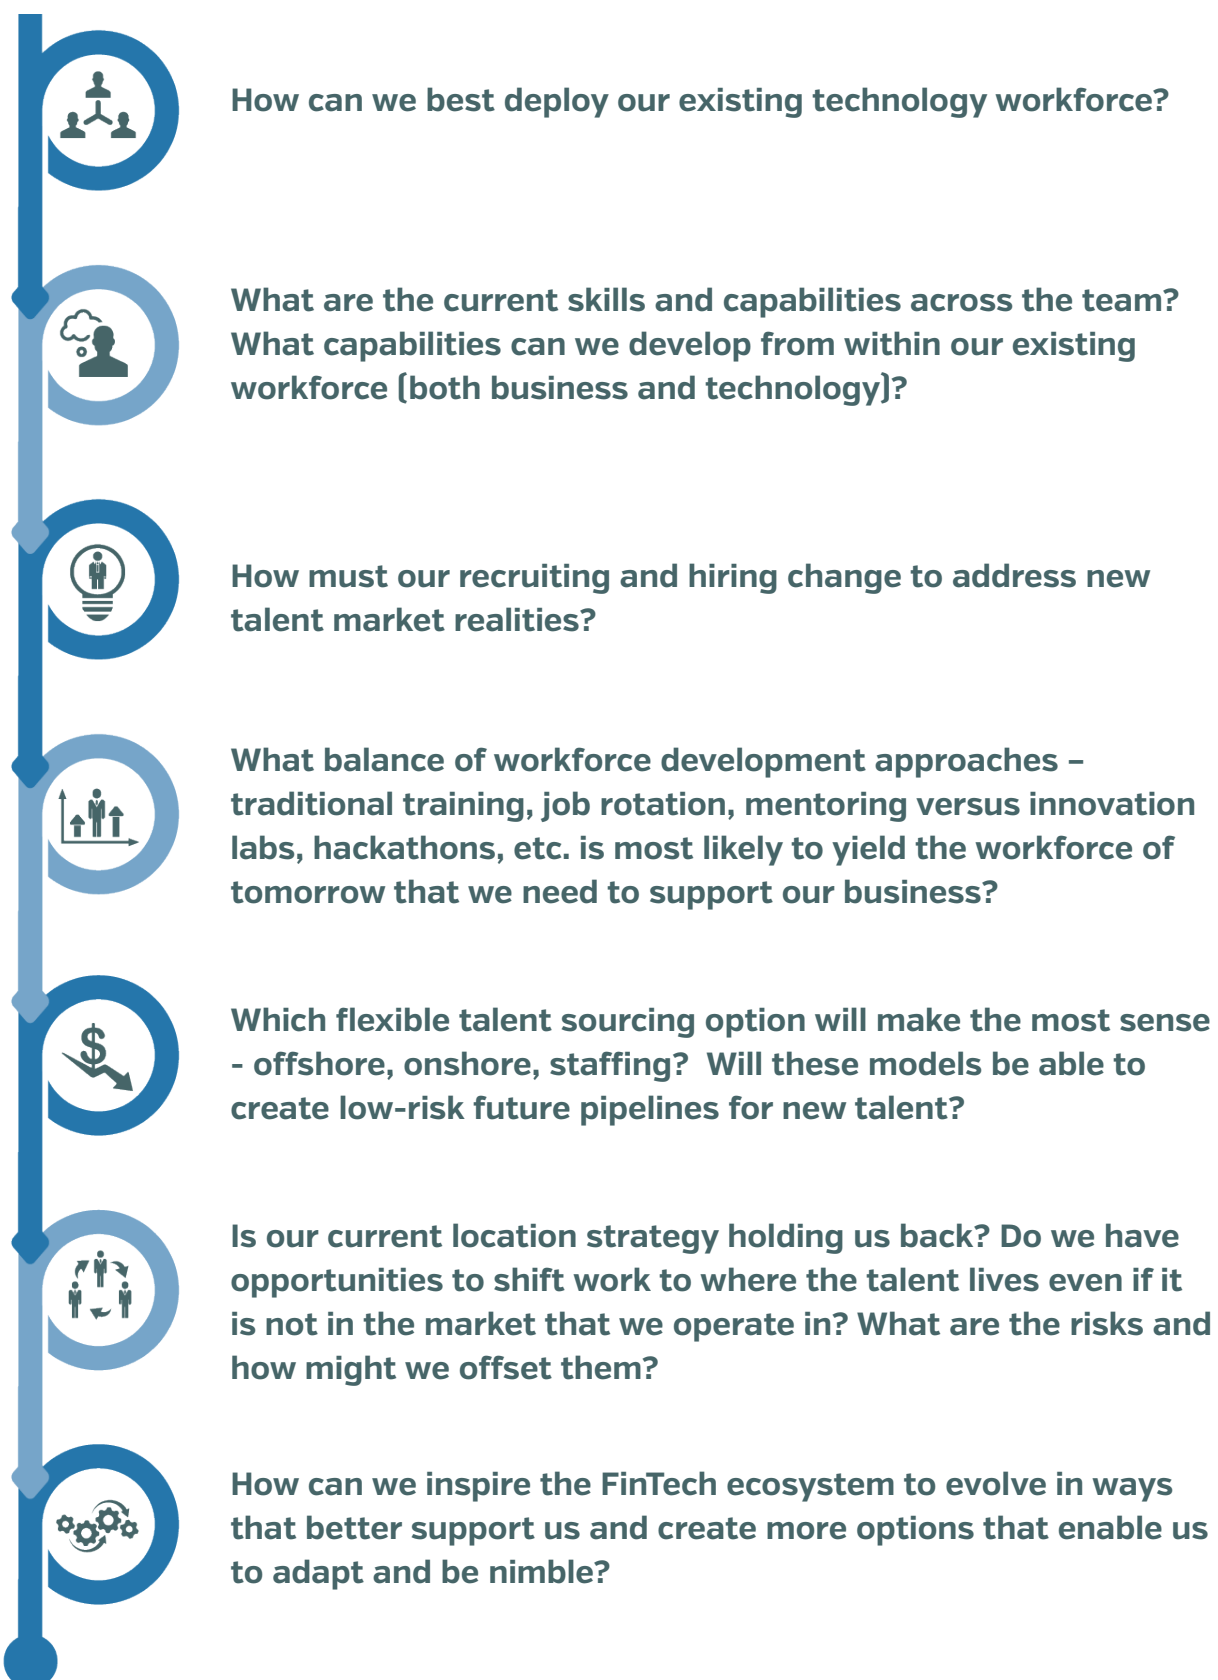 How can we best deploy our existing technology workforce?
What are the current skills and capabilities across the team?
What capabilities can we develop from within our existing
workforce (both business and technology)?
How must our recruiting and hiring change to address new
talent market realities?
What balance of workforce development approaches –
traditional training, job rotation, mentoring versus innovation
labs, hackathons, etc. is most likely to yield the workforce of
tomorrow that we need to support our business?
Which flexible talent sourcing option will make the most sense
- offshore, onshore, staffing?  Will these models be able to
create low-risk future pipelines for new talent?
Is our current location strategy holding us back? Do we have
opportunities to shift work to where the talent lives even if it
is not in the market that we operate in? What are the risks and
how might we offset them?
How can we inspire the FinTech ecosystem to evolve in ways
that better support us and create more options that enable us
to adapt and be nimble?